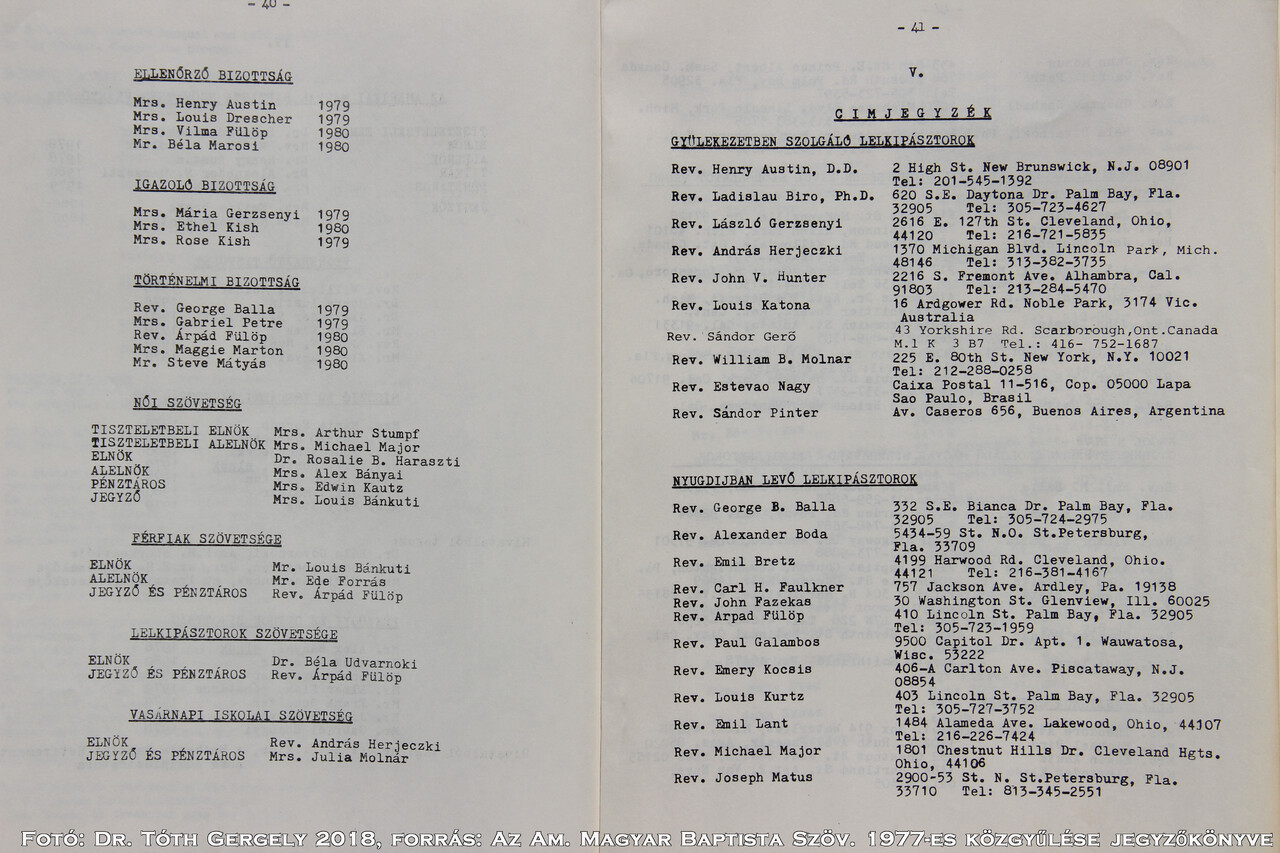 - 40 -
ELLENŐRZŐ BIZOTTSÁG
Mrs. Henry Austin 1979
Mrs. Louis Drescher 1979
Mrs. Vilma Fülöp 1980
Mr. Béla Marosi 1980
IGAZOLÓ BIZOTTSÁG
Mrs. Mária Gerzsenyi 1979
Mrs. Ethel Kish 1980
Mrs. Rose Kish 1979
TÖRTÉNELMI BIZOTTSÁG
Rev. George Balla 1979
Mrs. Gabriel Petre 1979
Rev. Árpád Fülöp 1980
Mrs. Maggie Marton 1980
Mr. Steve Mátyás 1980
NŐI SZÖVETSÉG
TISZTELETBELI ELNÖK Mrs. Arthur Stumpf
TISZTELETBELI ALELNÖK Mrs. Michael Major
ELNÖK Dr. Rosalie B. Haraszti
ALELNÖK Mrs. Alex Bányai
PÉNZTÁROS Mrs. Edwin Kautz
JEGYZŐ Mrs. Louis Bánkuti
FÉRFIAK SZÖVETSÉGE
ELNÖK Mr. Louis Bánkuti
ALELNÖK Mr. Ede Forrás
JEGYZŐ ÉS PÉNZTÁROS Rev. Árpád Fülöp
LELKIPÁSZTOROK SZÖVETSÉGE
ELNÖK Dr. Béla Udvarnoki
JEGYZŐ ÉS PÉNZTÁROS Rev. Árpád Fülöp
VASÁRNAPI ISKOLAI SZÖVETSÉG
ELNÖK Rev. András Herjeczki
JEGYZŐ ÉS PÉNZTÁROS Mrs. Julia Molnár
- 41 -
V.
C I M J E G Y Z É K
GYÜLEKEZETBEN SZOLGÁLÓ LELKIPÁSZTOROK
Rev. Henry Austin, D.D. 2 High St. New Brunswick, N.J. 08901
Tel: 201-545-1392
Rev. Ladislau Biro, Ph.D. 620 S.E. Daytona Dr. Palm Bay, Fla.
32905 Tel: 305-723-4627
Rev. László Gerzsenyi 2616 E. 127th St. Cleveland, Ohio,
44120 Tel: 216-721-5835
Rev. András Herjeczki 1370 Michigan Blvd. Lincoln Park, Mich.
48146 Tel: 313-382-3735
Rev. John V. Hunter 2216 S. Fremont Ave. Alhambra, Cal.
91803 Tel: 213-284-5470
Rev. Louis Katona 16 Ardgower Rd. Noble Park, 3174 Vic.
Australia
Rev. Sándor Gerő 43 Yorkshire Rd. Scarborough,Ont.Canada
M.1 K 3 B7 Tel.: 416- 752-1687
Rev. William B. Molnar 225 E. 80th St. New York, N.Y. 10021
Tel: 212-288-0258
Rev. Estevao Nagy Caixa Postal 11-516, Cop. 05000 Lapa
Sao Paulo, Brasil
Rev. Sándor Pinter Av. Caseros 656, Buenos Aires, Argentina
NYUGDIJBAN LEVŐ LELKIPÁSZTOROK
Rev. George B. Balla 332 S.E. Bianca Dr. Palm Bay, Fla.
32905 Tel: 305-724-2975
Rev. Alexander Boda 5434-59 St. N.O. St.Petersburg,
Fla. 33709
Rev. Emil Bretz 4199 Harwood Rd. Cleveland, Ohio.
44121 Tel: 216-381-4167
Rev. Carl H. Faulkner 757 Jackson Ave. Ardley, Pa. 19138
Rev. John Fazekas 30 Washington St. Glenview, Ill. 60025
Rev. Arpad Fülöp 410 Lincoln St. Palm Bay, Fla. 32905
Tel: 305-723-1959
Rev. Paul Galambos 9500 Capitol Dr. Apt. 1. Wauwatosa,
Wisc. 53222
Rev. Emery Kocsis 406-A Carlton Ave. Piscataway, N.J.
08854
Rev. Louis Kurtz 403 Lincoln St. Palm Bay, Fla. 32905
Tel: 305-727-3752
Rev. Emil Lant 1484 Alameda Ave. Lakewood, Ohio, 44107
Tel: 216-226-7424
Rev. Michael Major 1801 Chestnut Hills Dr. Cleveland Hgts.
Ohio, 44106
Rev. Joseph Matus 2900-53 St. N. St.Petersburg, Fla.
33710 Tel: 813-345-2551
Fotó: Dr. Tóth Gergely 2018, forrás: Az Am. Magyar Baptista Szöv. 1977-es közgyűlése jegyzőkönyve